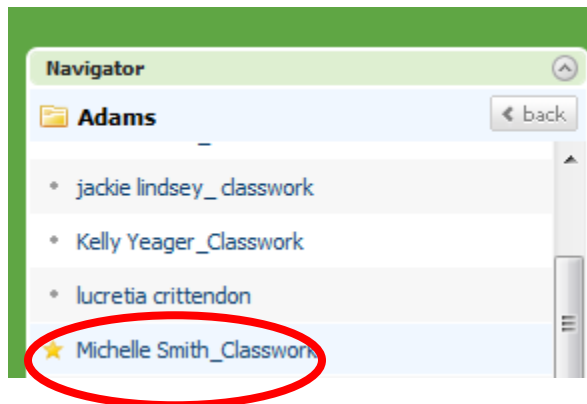 Navigator
Adams
back
jackie lindsey_ classwork
Kelly Yeager_Classwork
lucretia crittendon
Michelle Smith_Classwork